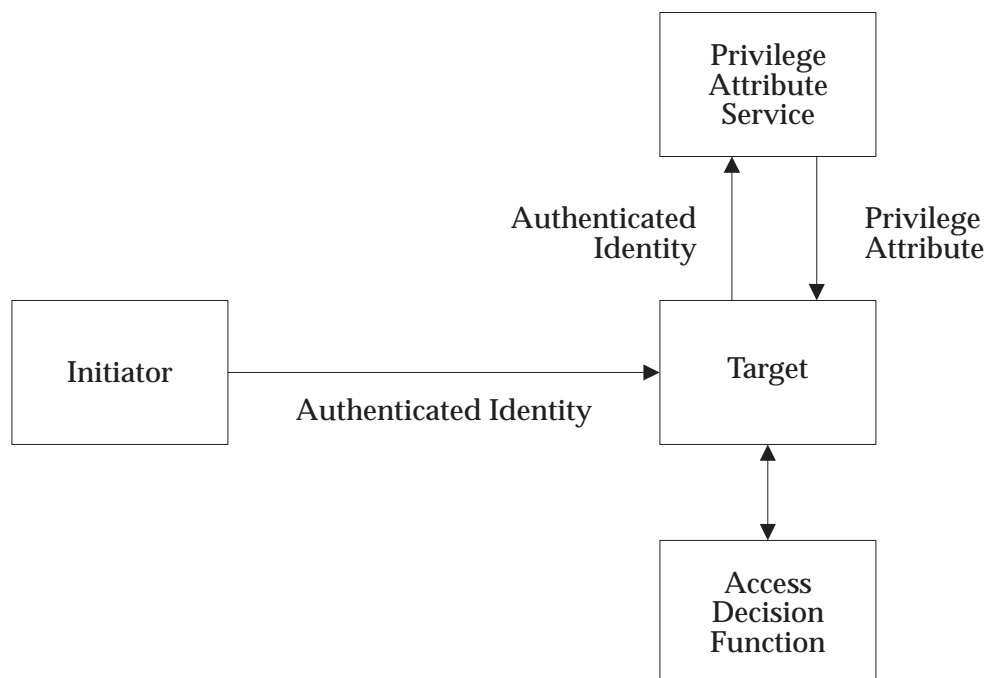 Privilege
Attribute
Service
Authenticated
Identity
Privilege
Attribute
Initiator
Target
Authenticated Identity
Access
Decision
Function